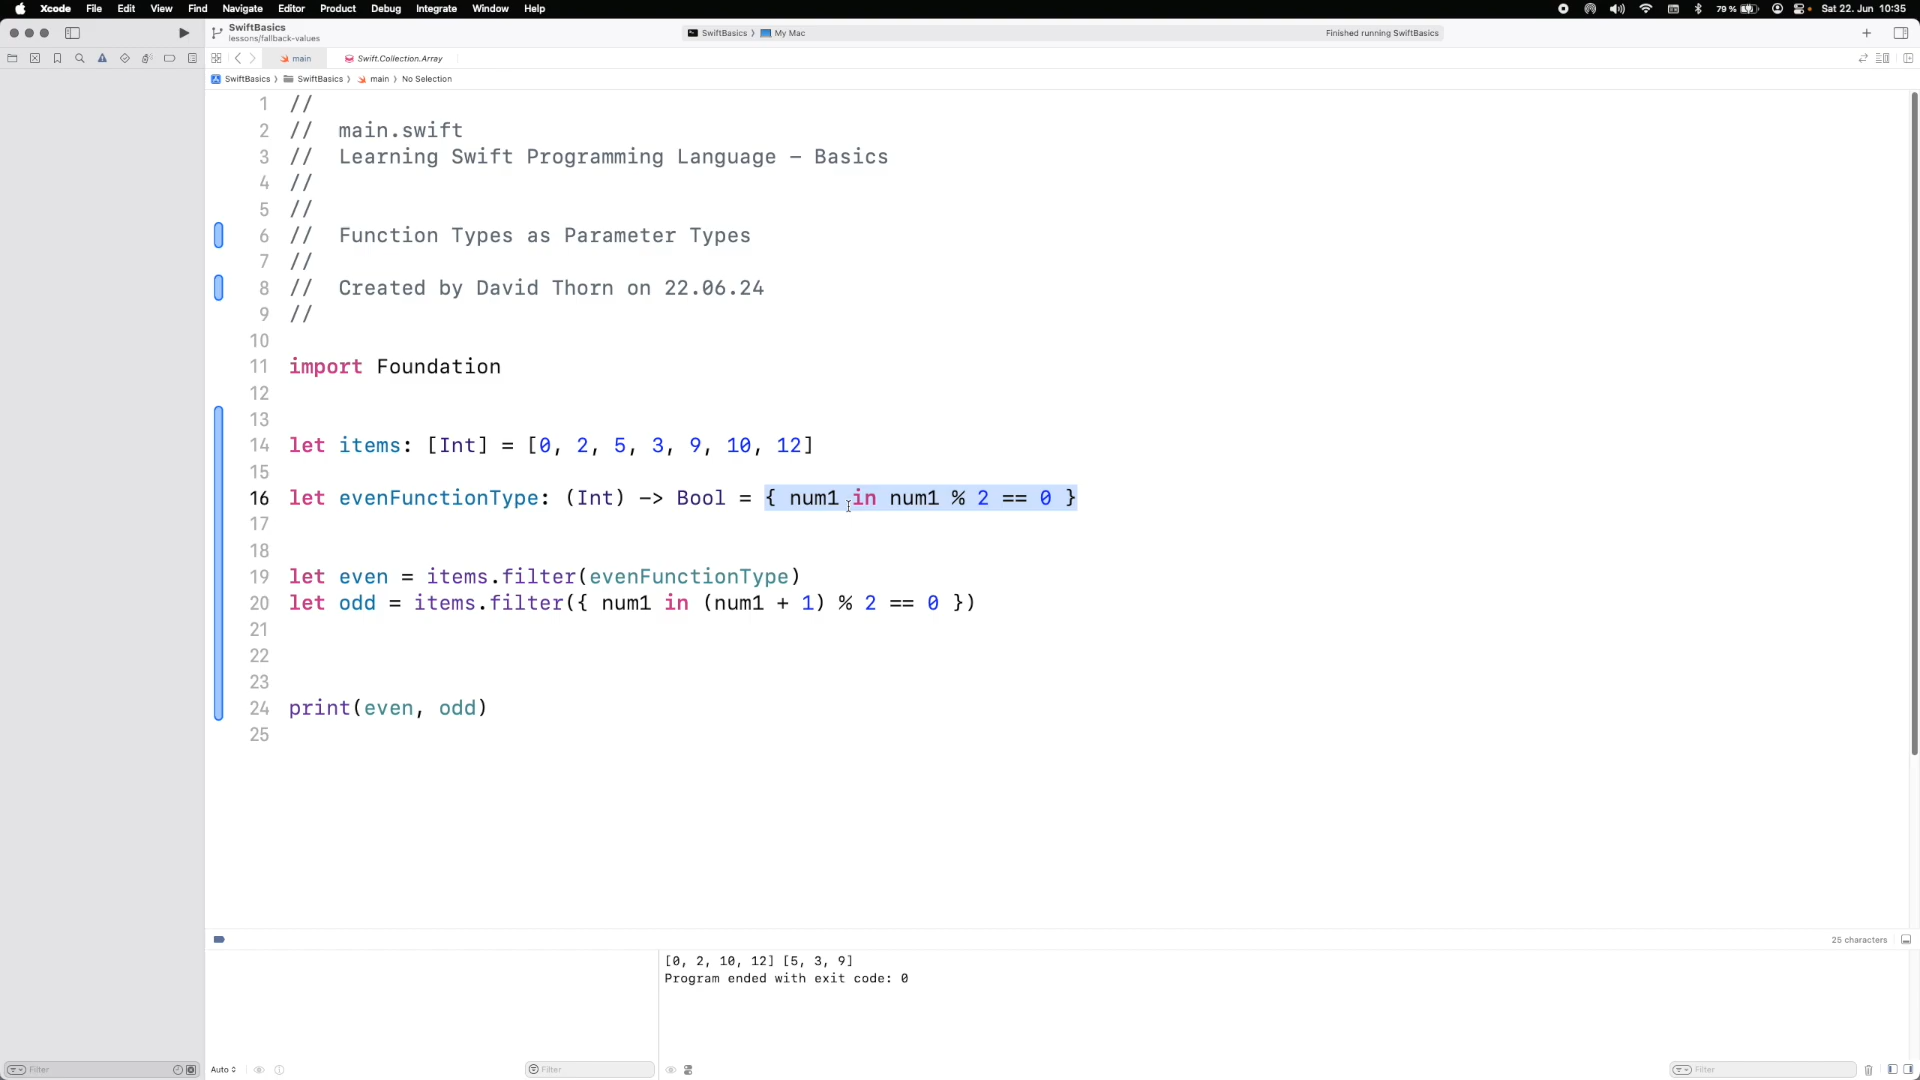 Xcode File Edit View Find Navigate Editor Product Debug Integrate Window Help
79 % Sat 22. Jun 10:35
SwiftBasics
lessons/fallback-values
SwiftBasics 〉 My Mac
Finished running SwiftBasics
main
Swift.Collection.Array
SwiftBasics 〉 SwiftBasics 〉 main 〉 No Selection
1 //
2 //  main.swift
3 //  Learning Swift Programming Language – Basics
4 //
5 //
6 //  Function Types as Parameter Types
7 //
8 //  Created by David Thorn on 22.06.24
9 //
10
11 import Foundation
12
13
14 let items: [Int] = [0, 2, 5, 3, 9, 10, 12]
15
16 let evenFunctionType: (Int) -> Bool = { num1 in num1 % 2 == 0 }
17
18
19 let even = items.filter(evenFunctionType)
20 let odd = items.filter({ num1 in (num1 + 1) % 2 == 0 })
21
22
23
24 print(even, odd)
25
25 characters
[0, 2, 10, 12] [5, 3, 9]
Program ended with exit code: 0
Filter
Auto
Filter
Filter